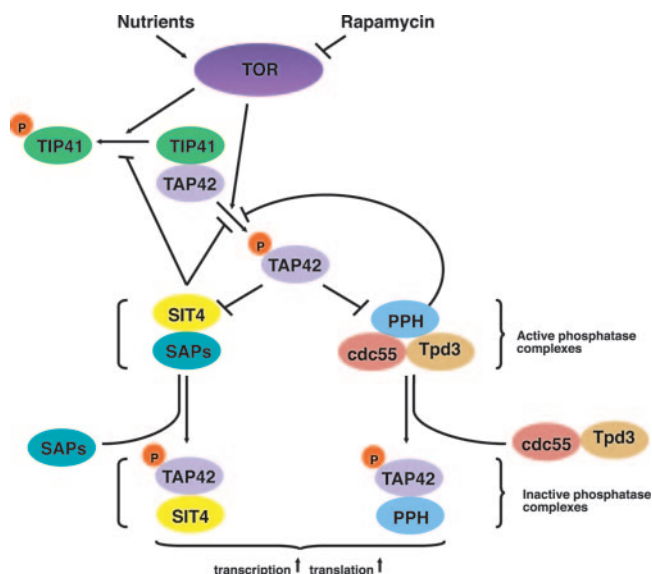 Nutrients Rapamycin
TOR
P
TIP41 TIP41
TAP42
P
TAP42
SIT4 PPH
SAPs cdc55 Tpd3
Active phosphatase
complexes
SAPs cdc55 Tpd3
P P
TAP42 TAP42
SIT4 PPH
Inactive phosphatase
complexes
transcription translation